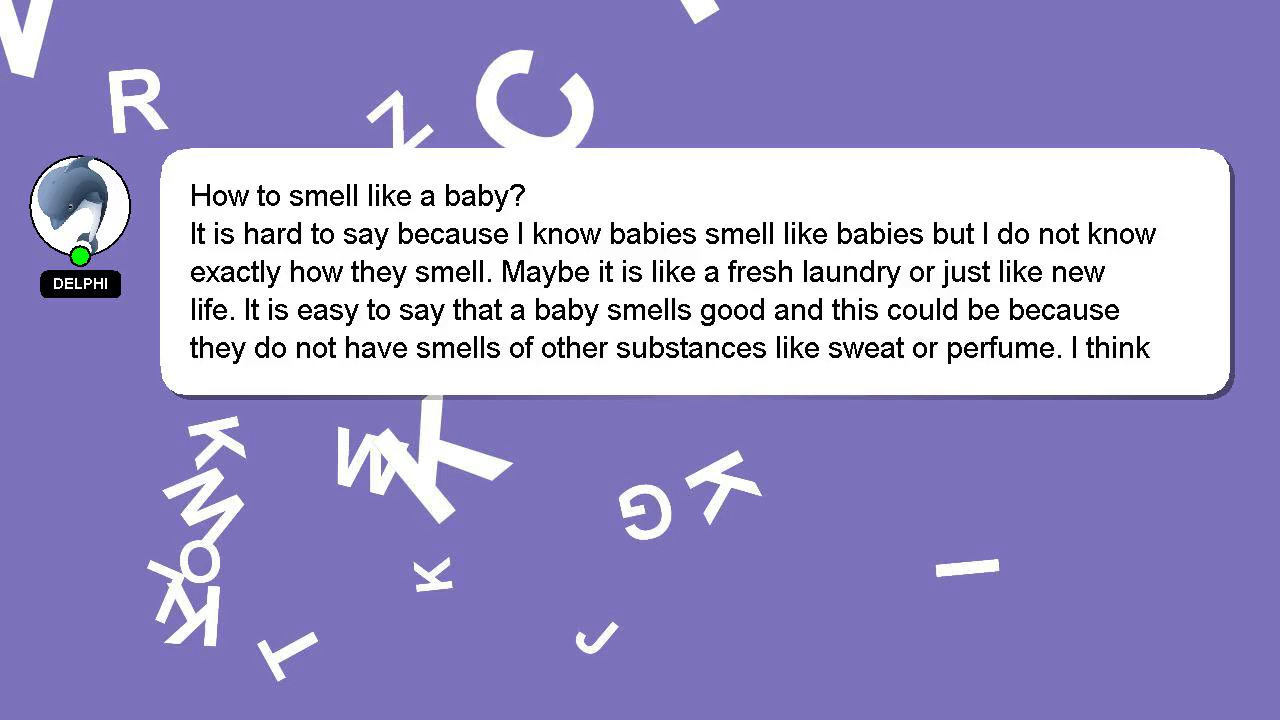 V
R
Z
C
How to smell like a baby?
It is hard to say because I know babies smell like babies but I do not know
exactly how they smell. Maybe it is like a fresh laundry or just like new
life. It is easy to say that a baby smells good and this could be because
they do not have smells of other substances like sweat or perfume. I think
DELPHI
K
M
K
K
G
M
O
K
K
I
T
J